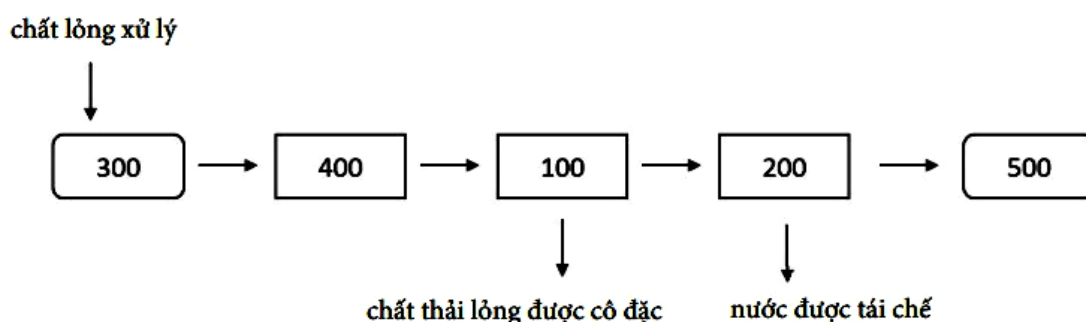 chất lỏng xử lý
300 400 100 200 500
chất thải lỏng được cô đặc nước được tái chế